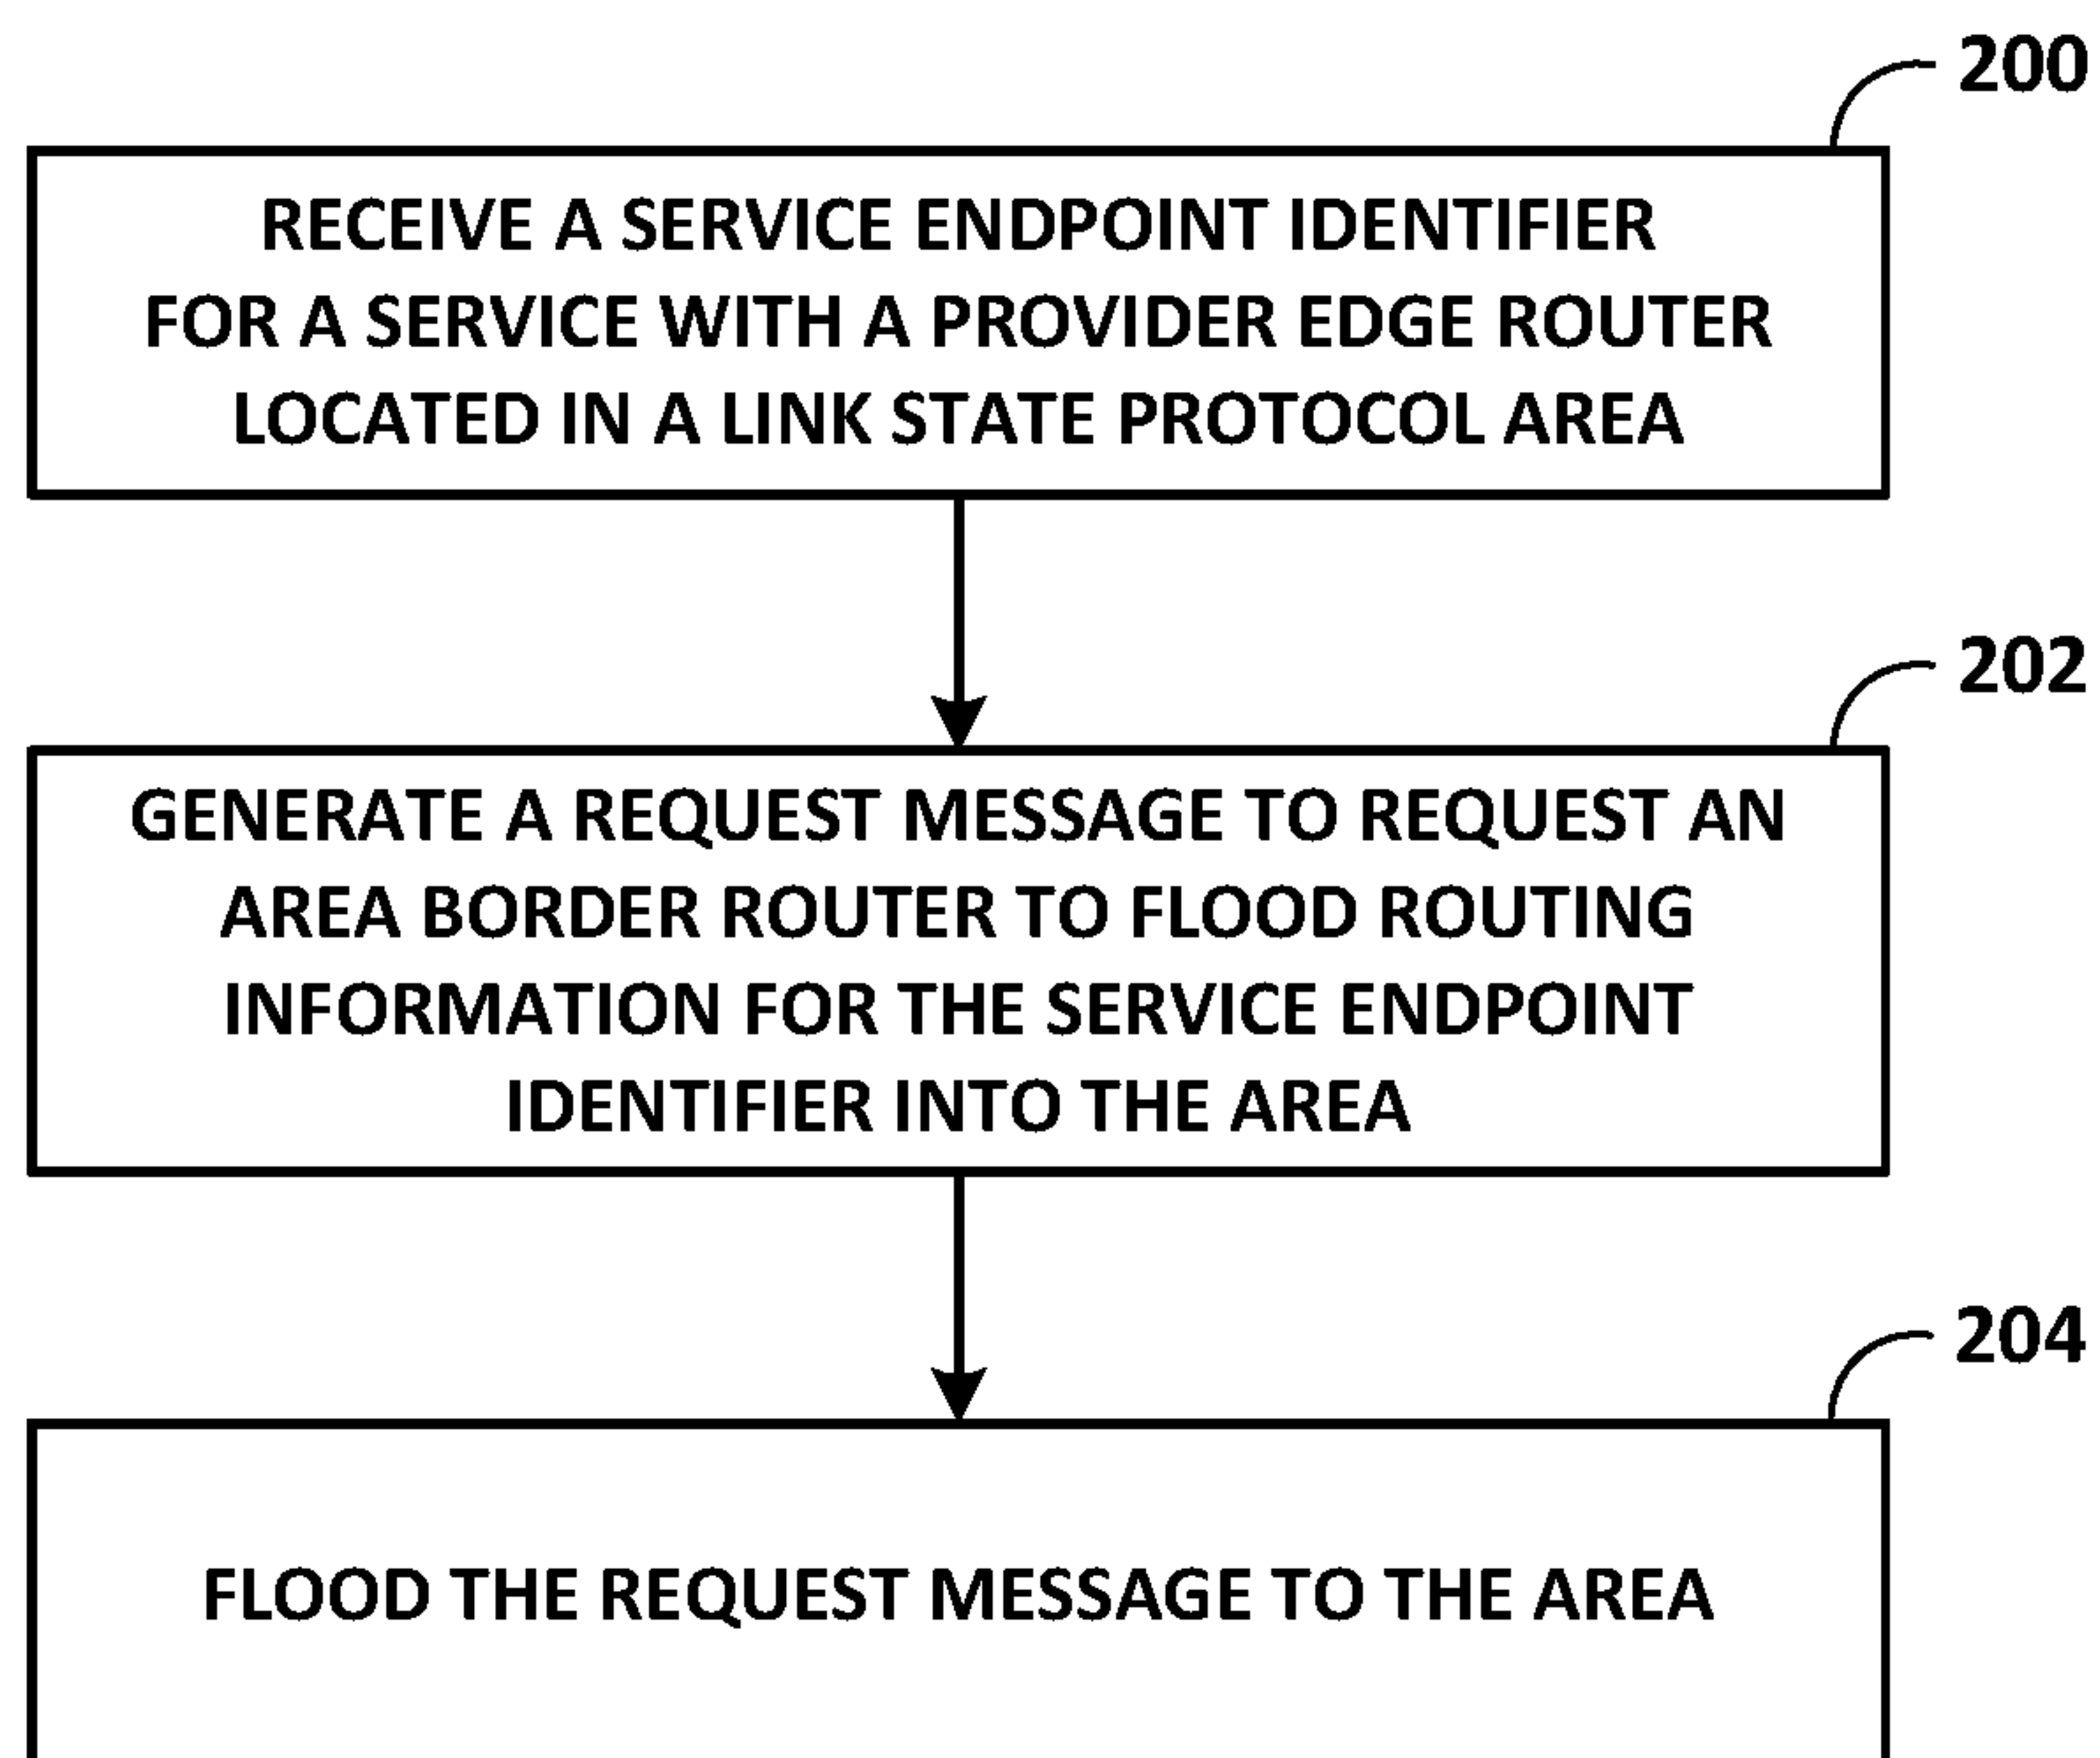 200
RECEIVE A SERVICE ENDPOINT IDENTIFIER
FOR A SERVICE WITH A PROVIDER EDGE ROUTER
LOCATED IN A LINK STATE PROTOCOL AREA
202
GENERATE A REQUEST MESSAGE TO REQUEST AN
AREA BORDER ROUTER TO FLOOD ROUTING
INFORMATION FOR THE SERVICE ENDPOINT
IDENTIFIER INTO THE AREA
204
FLOOD THE REQUEST MESSAGE TO THE AREA